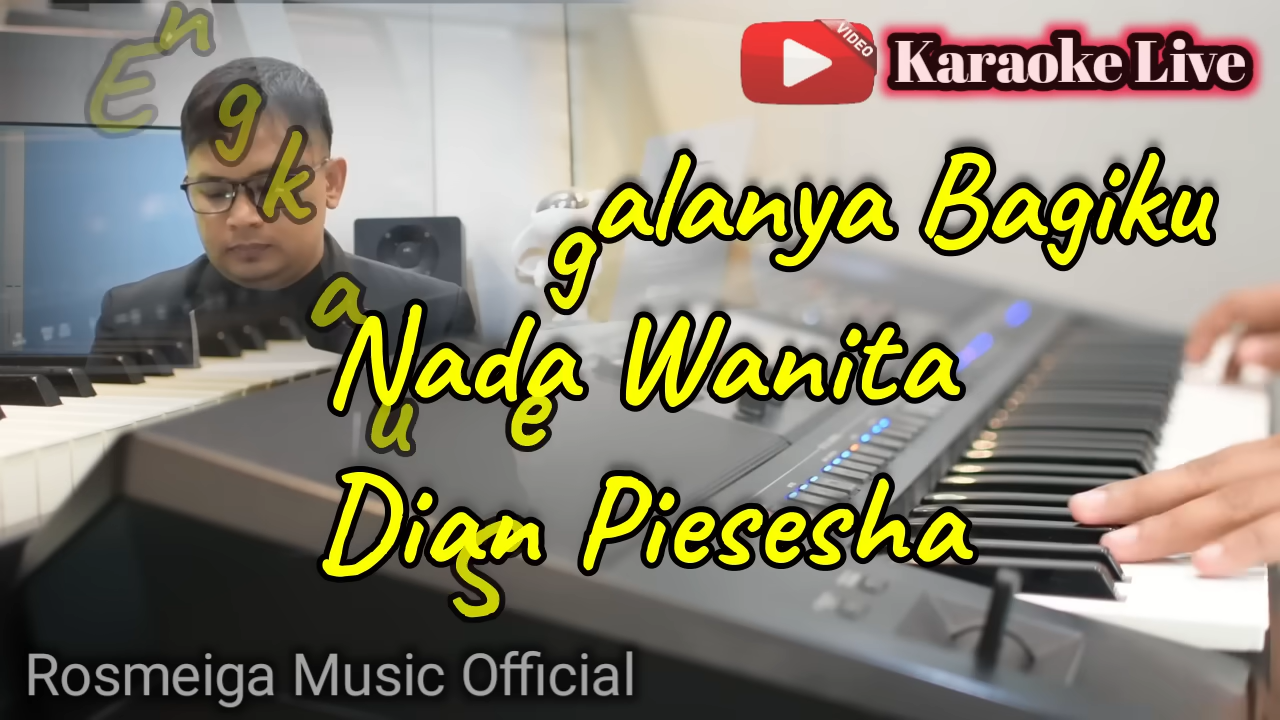 VIDEO
Karaoke Live
Engkau Segalanya Bagiku
Nada Wanita
Dian Piesesha
Rosmeiga Music Official